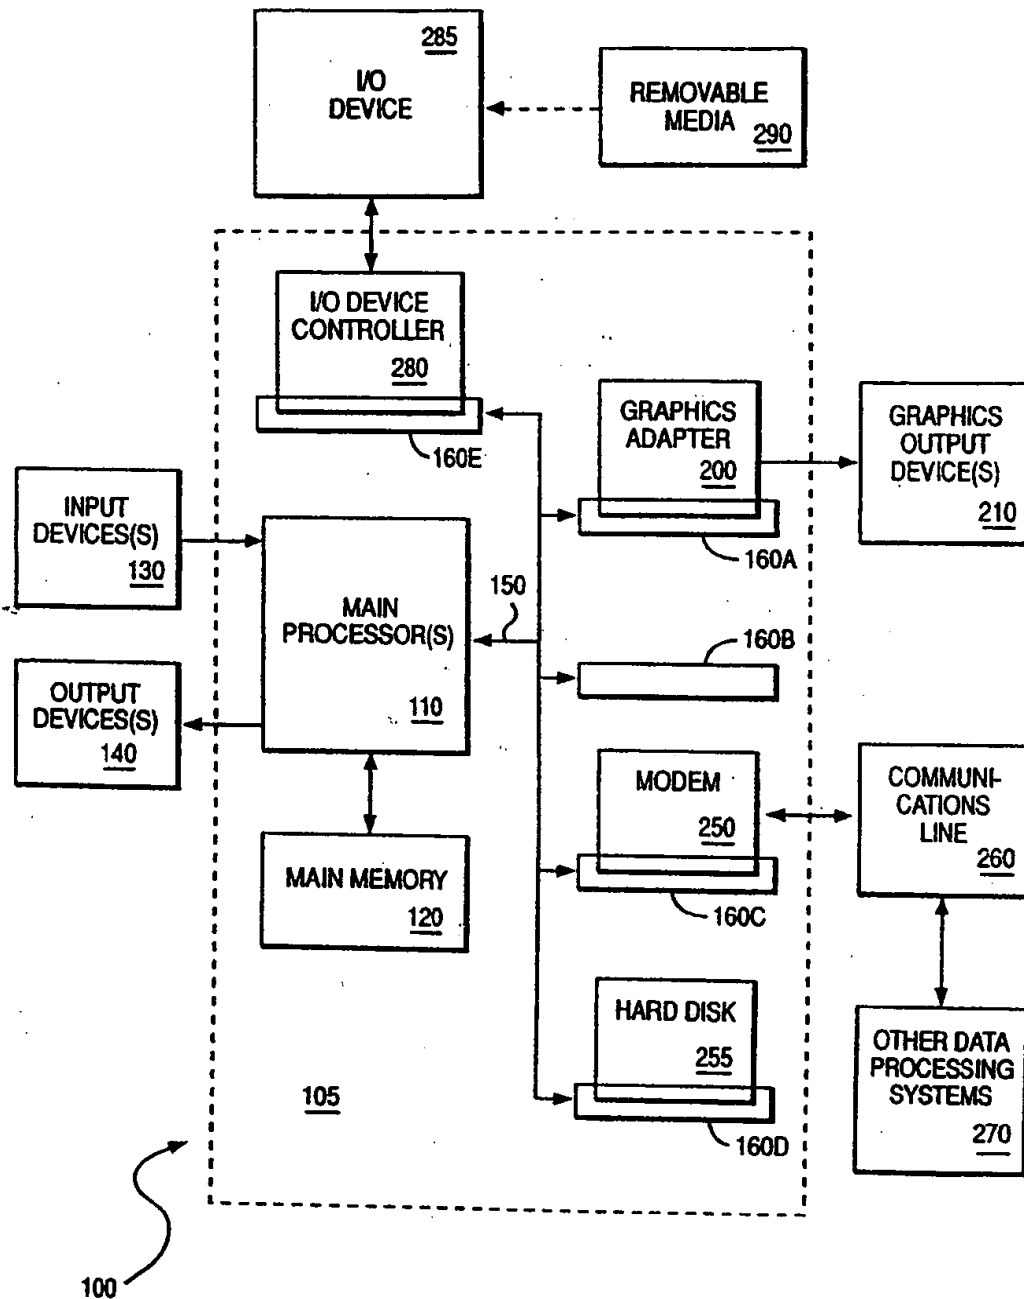 285
I/O
DEVICE
REMOVABLE
MEDIA
290
I/O DEVICE
CONTROLLER
280
160E
GRAPHICS
ADAPTER
200
160A
GRAPHICS
OUTPUT
DEVICE(S)
210
INPUT
DEVICES(S)
130
MAIN
PROCESSOR(S)
110
150
160B
OUTPUT
DEVICES(S)
140
MODEM
250
160C
COMMUNI-
CATIONS
LINE
260
MAIN MEMORY
120
HARD DISK
255
160D
OTHER DATA
PROCESSING
SYSTEMS
270
105
100